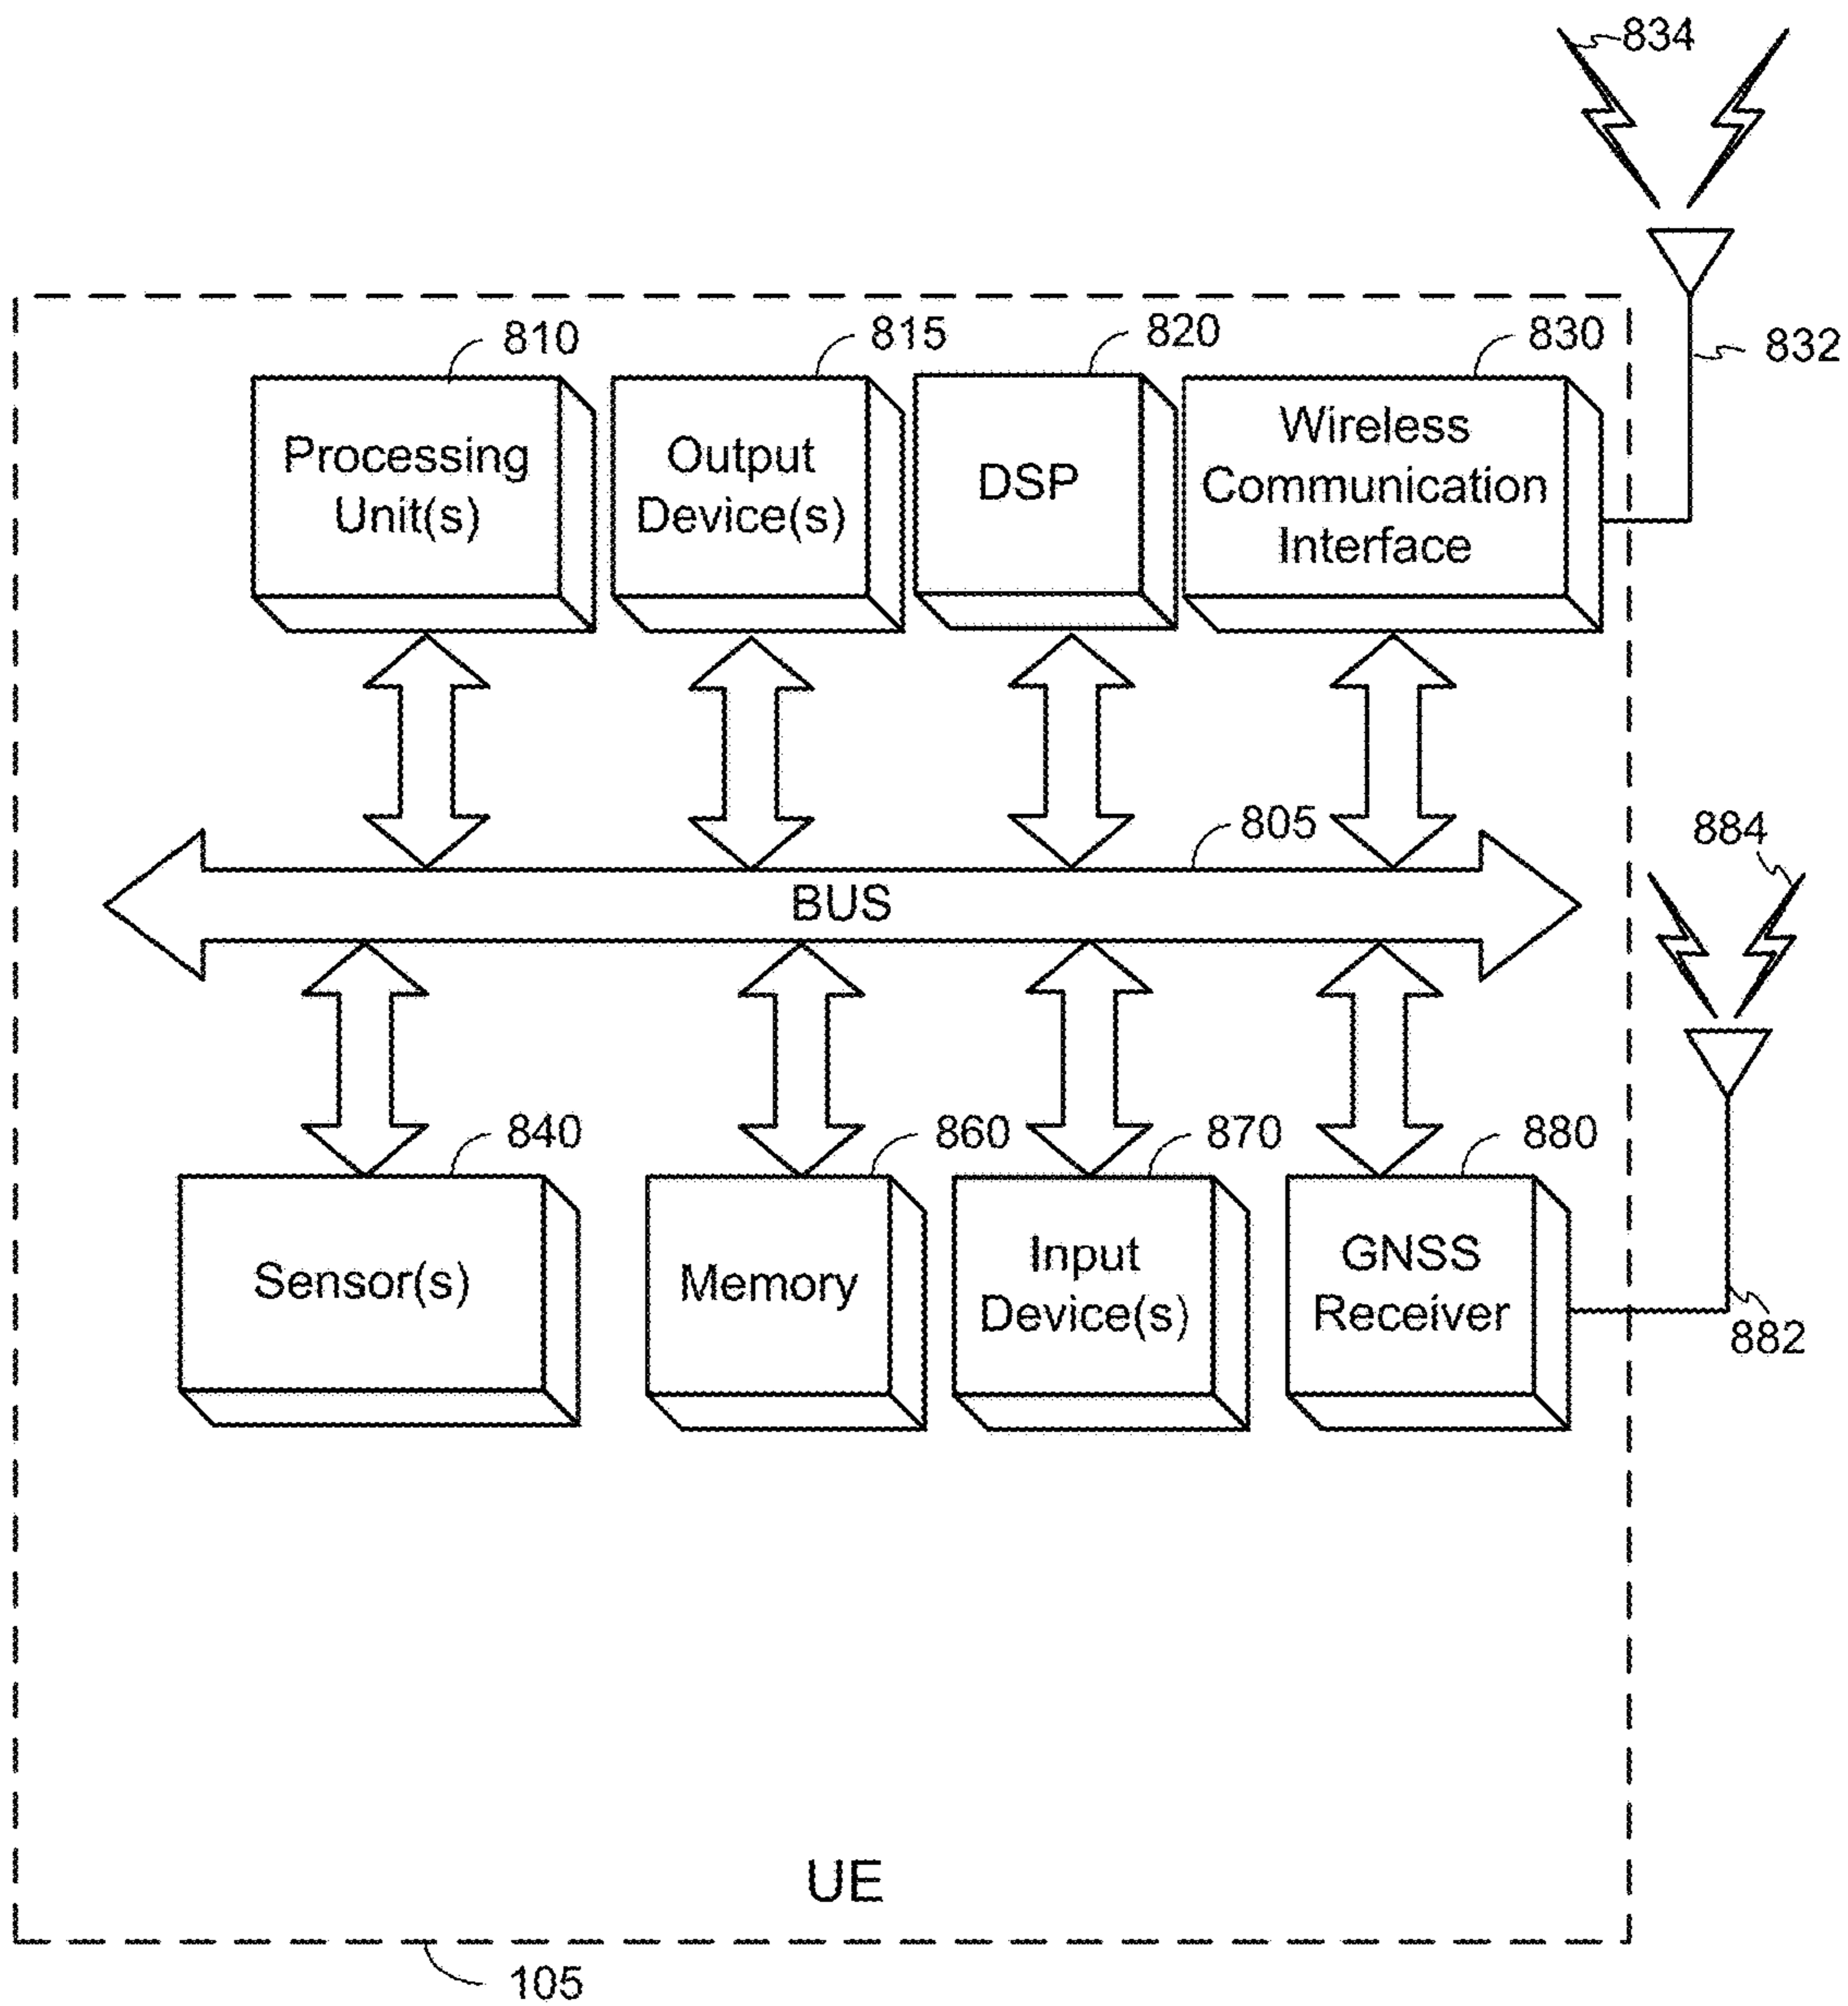 834
832
810
815
820
830
Processing
Unit(s)
Output
Device(s)
DSP
Wireless
Communication
Interface
805
BUS
884
882
840
860
870
880
Sensor(s)
Memory
Input
Device(s)
GNSS
Receiver
UE
105